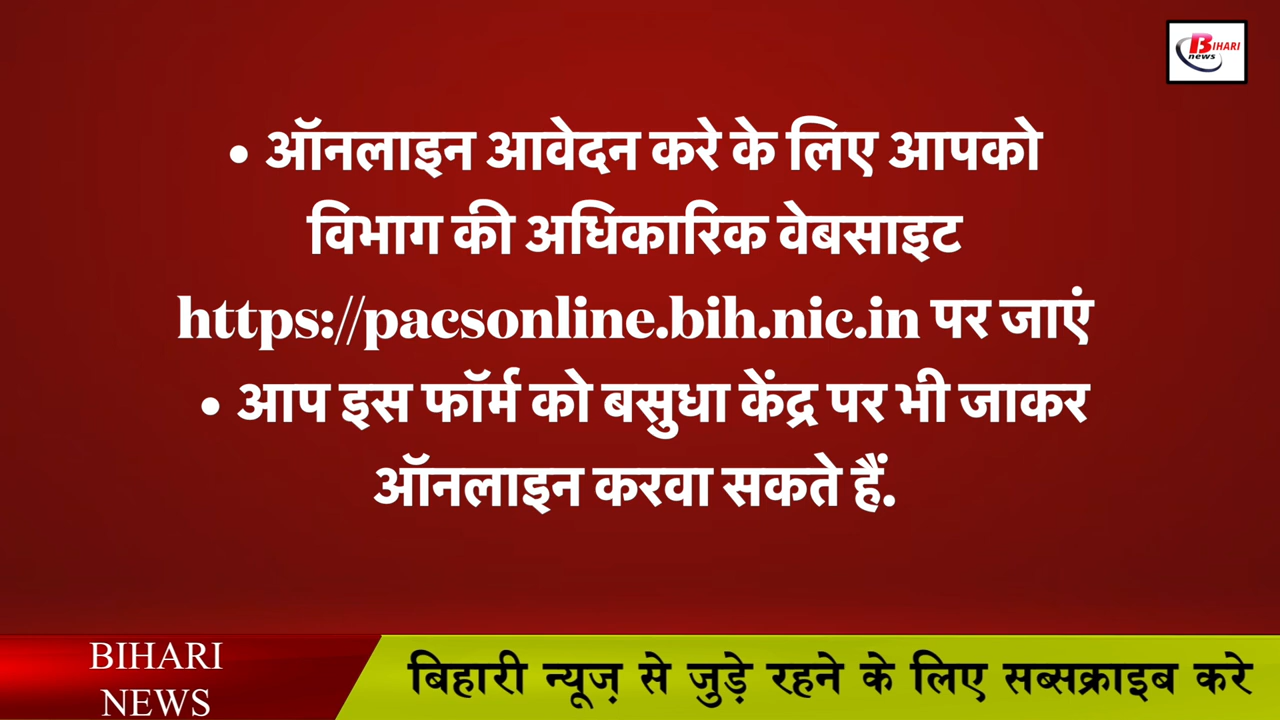 BIHARI
news
• ऑनलाइन आवेदन करे के लिए आपको
विभाग की अधिकारिक वेबसाइट
https://pacsonline.bih.nic.in पर जाएं
• आप इस फॉर्म को बसुधा केंद्र पर भी जाकर
ऑनलाइन करवा सकते हैं.
BIHARI
NEWS
बिहारी न्यूज़ से जुड़े रहने के लिए सब्सक्राइब करे